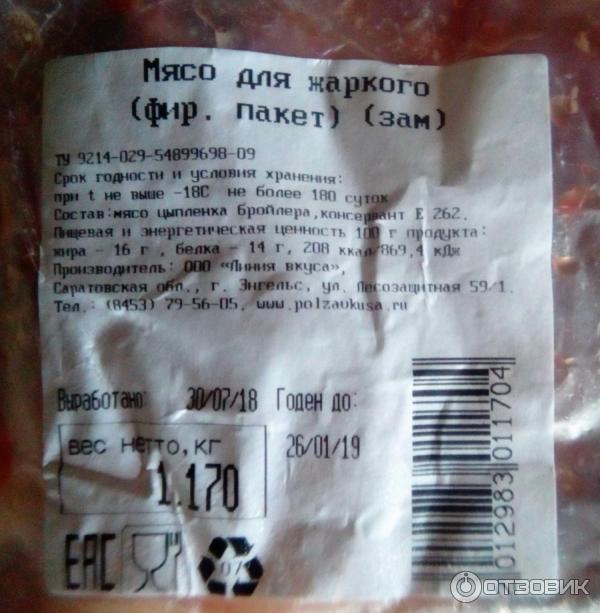 Мясо для жаркого
(фир. пакет) (зам)
ТУ 9214-029-54899698-09
Срок годности и условия хранения:
при t не выше -18С не более 180 суток
Состав:мясо цыпленка бройлера,консервант Е 262.
Пищевая и энергетическая ценность 100 г продукта:
жира - 16 г , белка - 14 г, 208 ккал/869,4 кДж
Производитель: ООО «Линия вкуса»,
Саратовская обл., г. Энгельс, ул. Лесозащитная 59/1.
Тел.: (8453) 79-56-05, www.polzavkusa.ru
Выработано: 30/07/18 Годен до:
26/01/19
вес нетто,кг
1.170
EAC
07
012983011704
ОТЗОВИК